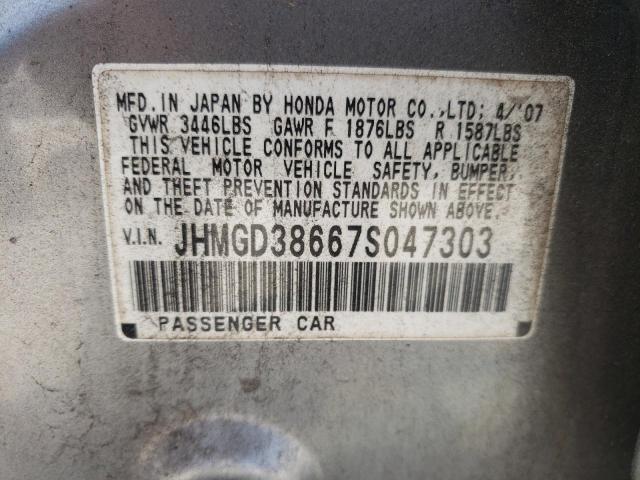 MFD. IN JAPAN BY HONDA MOTOR CO.,LTD; 4/'07
GVWR 3446LBS GAWR F 1876LBS R 1587LBS
THIS VEHICLE CONFORMS TO ALL APPLICABLE
FEDERAL MOTOR VEHICLE SAFETY, BUMPER,
AND THEFT PREVENTION STANDARDS IN EFFECT
ON THE DATE OF MANUFACTURE SHOWN ABOVE.
V.I.N. JHMGD38667S047303
PASSENGER CAR